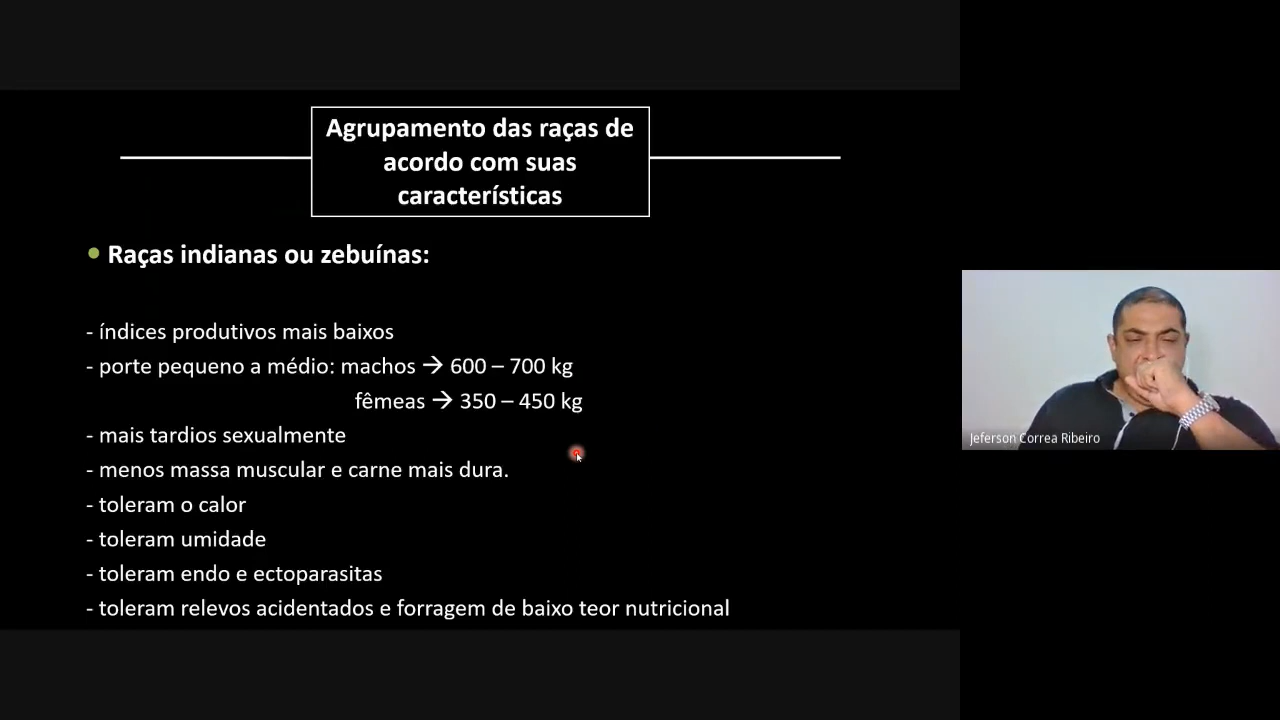 Agrupamento das raças de
acordo com suas
características
Raças indianas ou zebuínas:
- índices produtivos mais baixos
- porte pequeno a médio: machos → 600 – 700 kg
fêmeas → 350 – 450 kg
- mais tardios sexualmente
- menos massa muscular e carne mais dura.
- toleram o calor
- toleram umidade
- toleram endo e ectoparasitas
- toleram relevos acidentados e forragem de baixo teor nutricional
Jeferson Correa Ribeiro